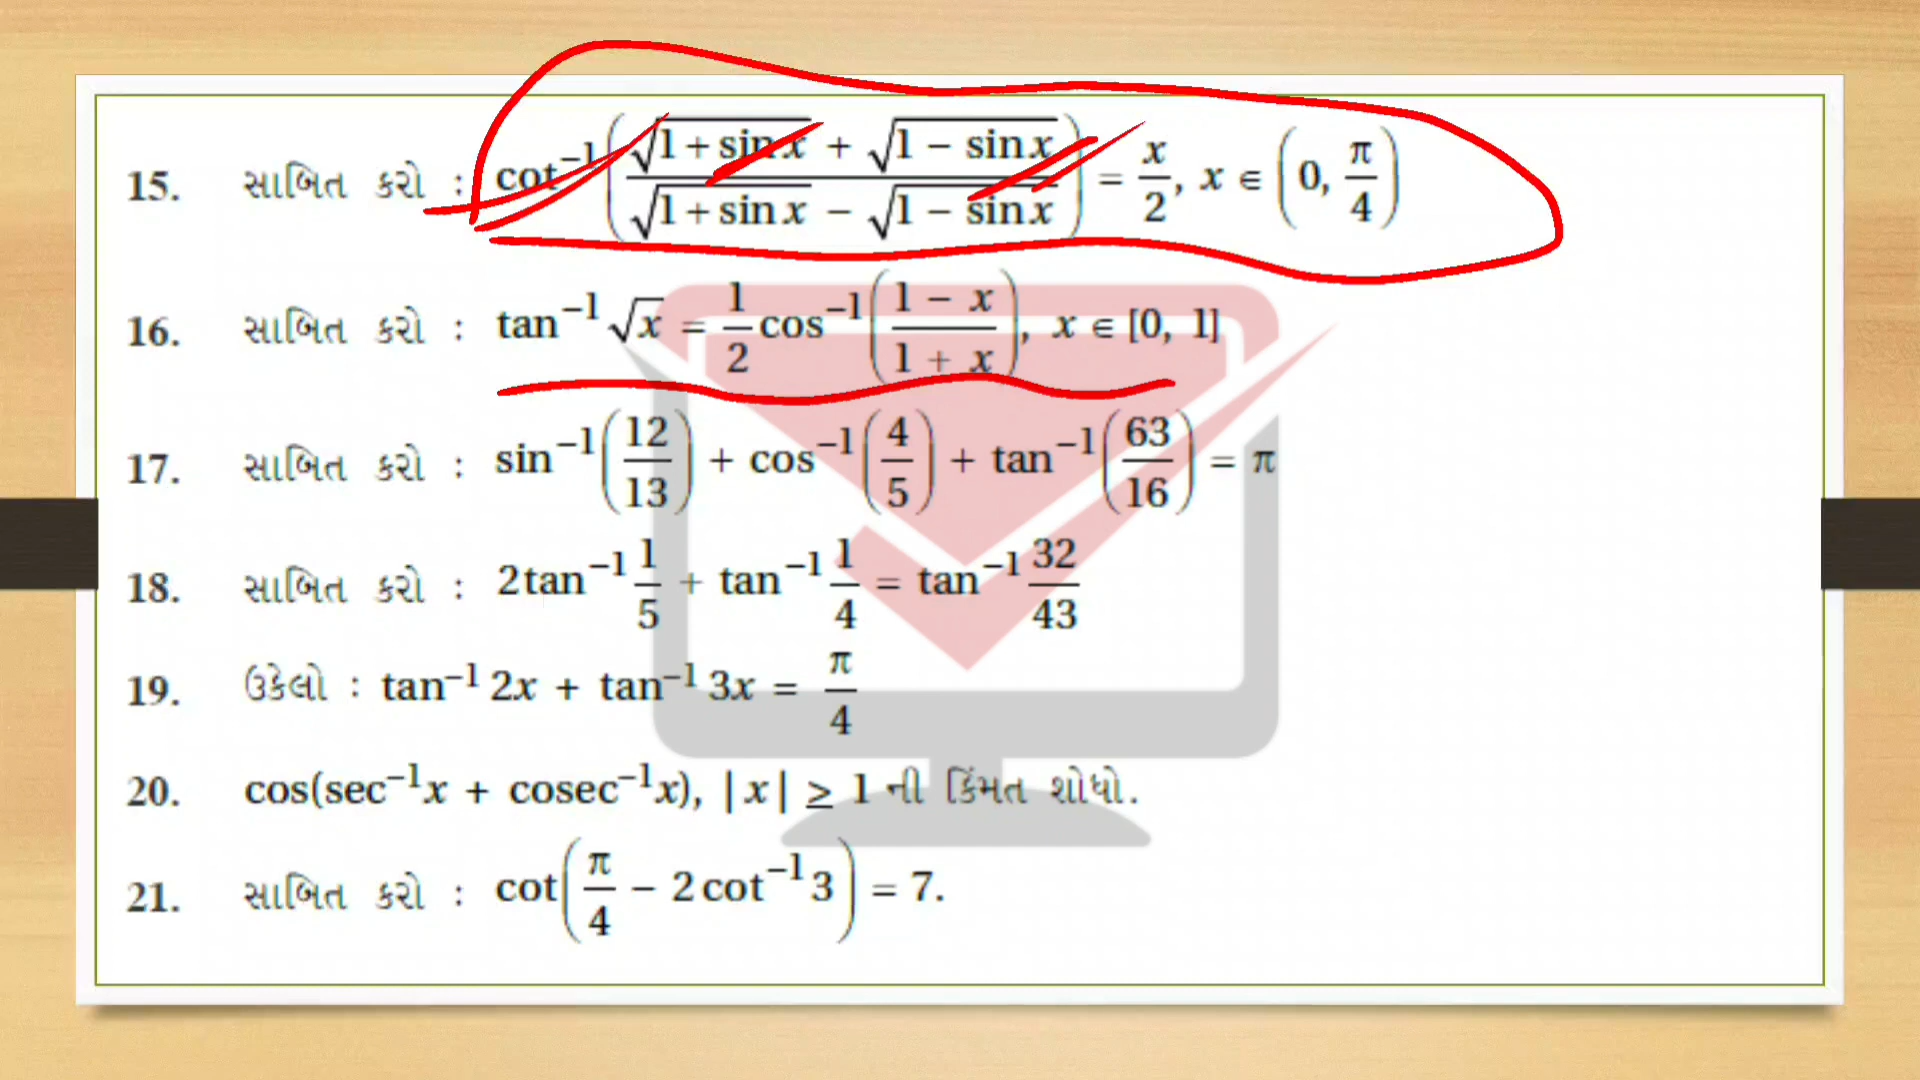 15. સાબિત કરો : cot⁻¹((√(1 + sin x) + √(1 − sin x))/(√(1 + sin x) − √(1 − sin x))) = x/2, x ∈ (0, π/4)
16. સાબિત કરો : tan⁻¹ √x = 1/2 cos⁻¹((1 − x)/(1 + x)), x ∈ [0, 1]
17. સાબિત કરો : sin⁻¹(12/13) + cos⁻¹(4/5) + tan⁻¹(63/16) = π
18. સાબિત કરો : 2tan⁻¹ 1/5 + tan⁻¹ 1/4 = tan⁻¹ 32/43
19. ઉકેલો : tan⁻¹ 2x + tan⁻¹ 3x = π/4
20. cos(sec⁻¹x + cosec⁻¹x), |x| ≥ 1 ની કિંમત શોધો.
21. સાબિત કરો : cot(π/4 − 2cot⁻¹3) = 7.